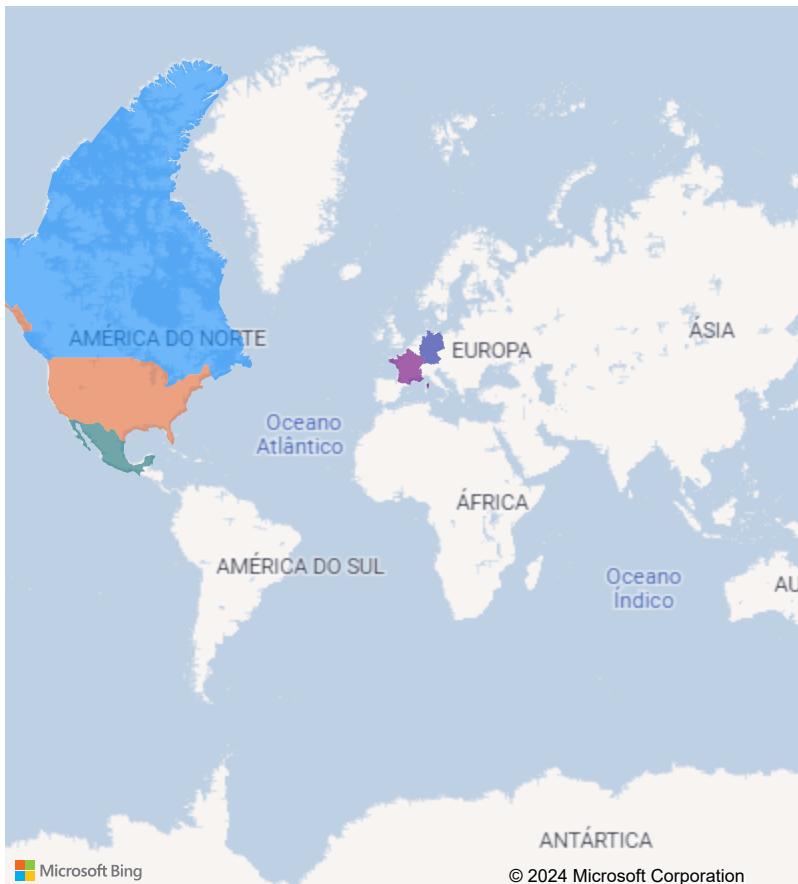 AMÉRICA DO NORTE
EUROPA
ÁSIA
Oceano
Atlântico
ÁFRICA
AMÉRICA DO SUL
Oceano
Índico
AU
ANTÁRTICA
Microsoft Bing
© 2024 Microsoft Corporation